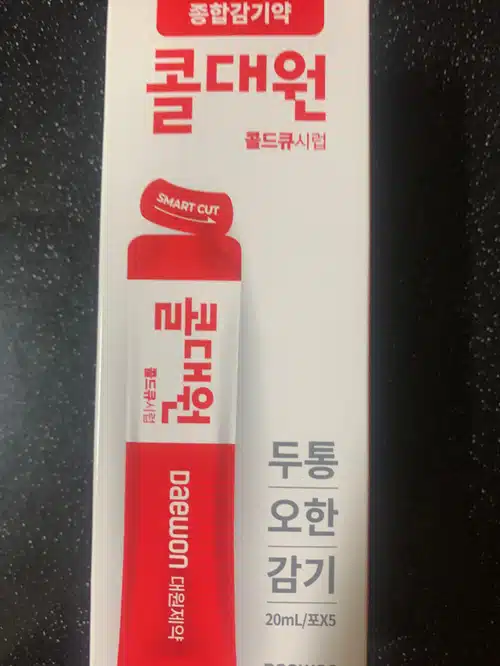 종합감기약
콜대원
콜드큐시럽
SMART CUT
콜대원
콜드큐시럽
Daewon 대원제약
두통
오한
감기
20mL/포X5